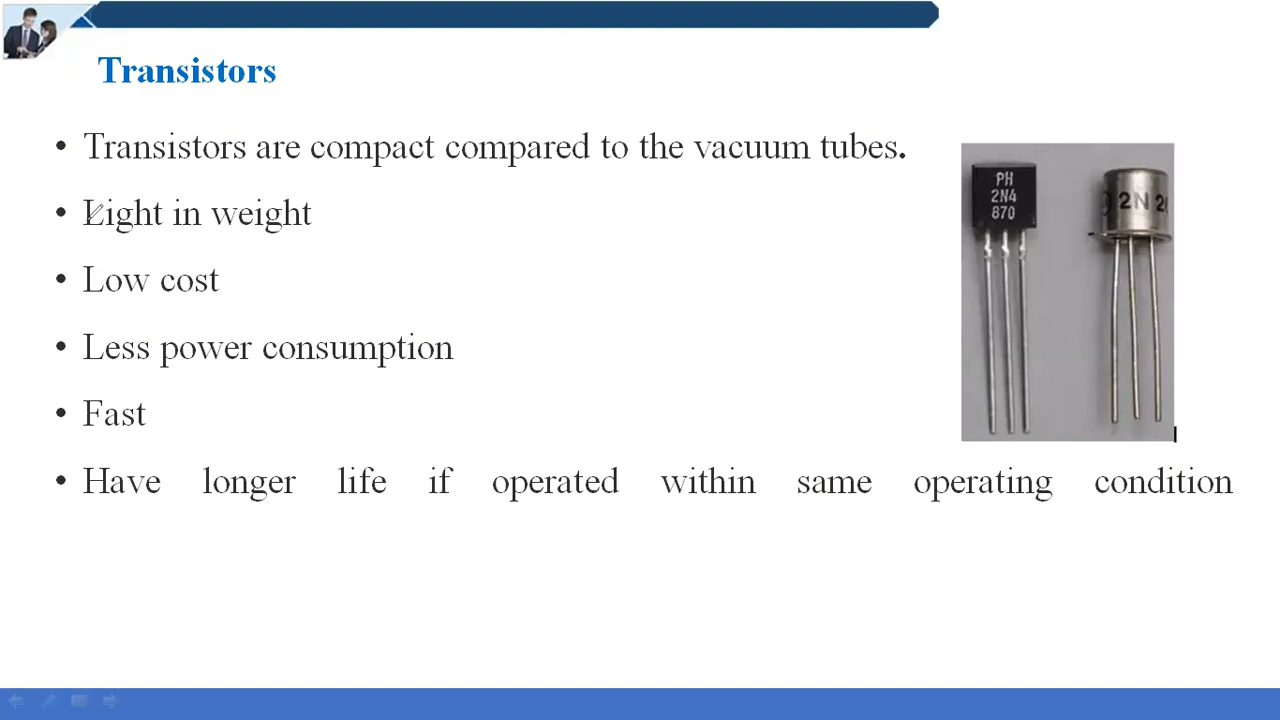 Transistors
• Transistors are compact compared to the vacuum tubes.
• Light in weight
• Low cost
• Less power consumption
• Fast
• Have longer life if operated within same operating condition
PH
2N4
870
2N